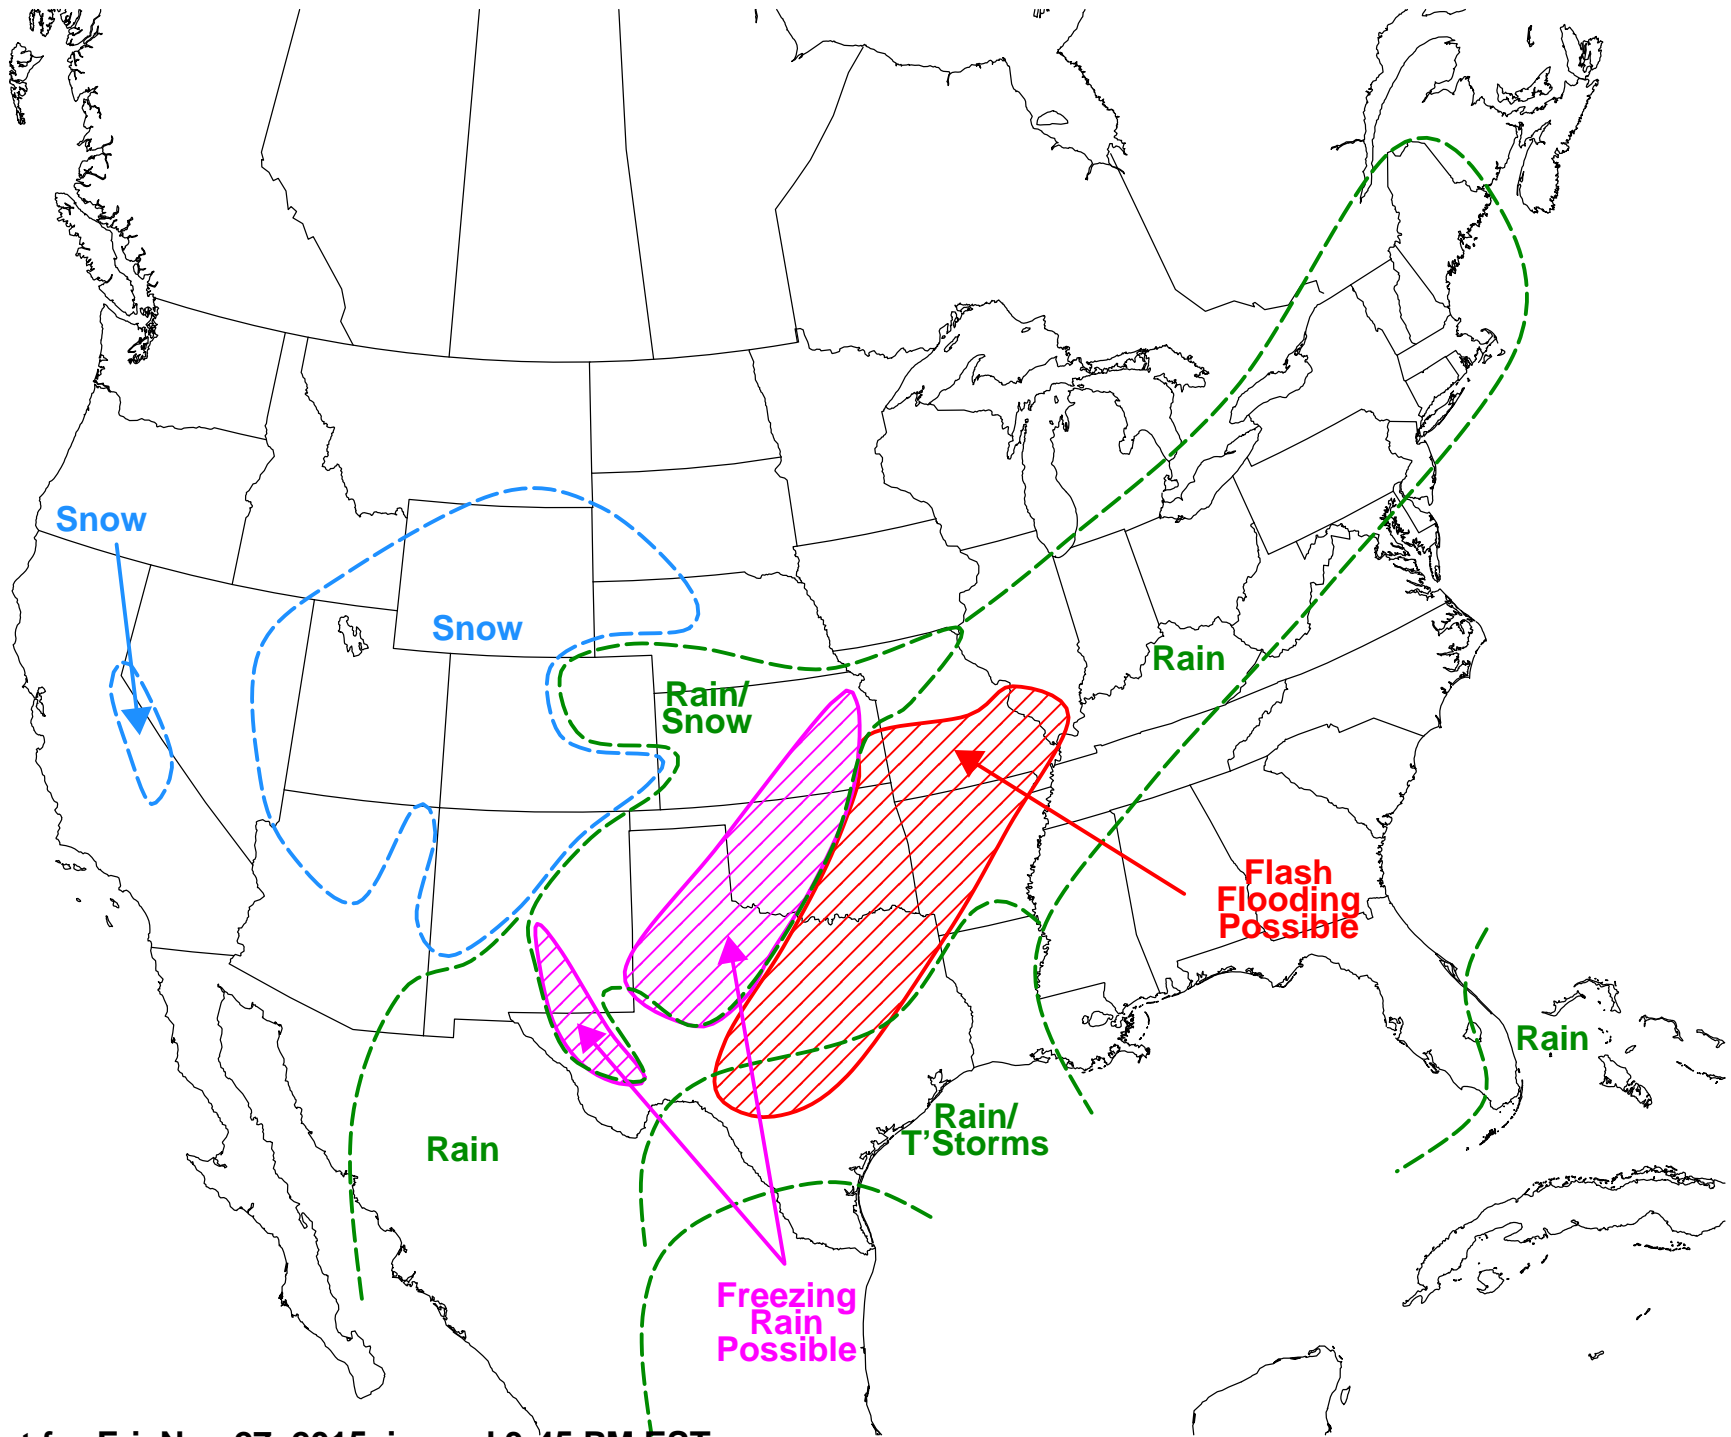 Snow
Snow
Rain/
Snow
Rain
Flash
Flooding
Possible
Rain
Rain/
T'Storms
Rain
Freezing
Rain
Possible